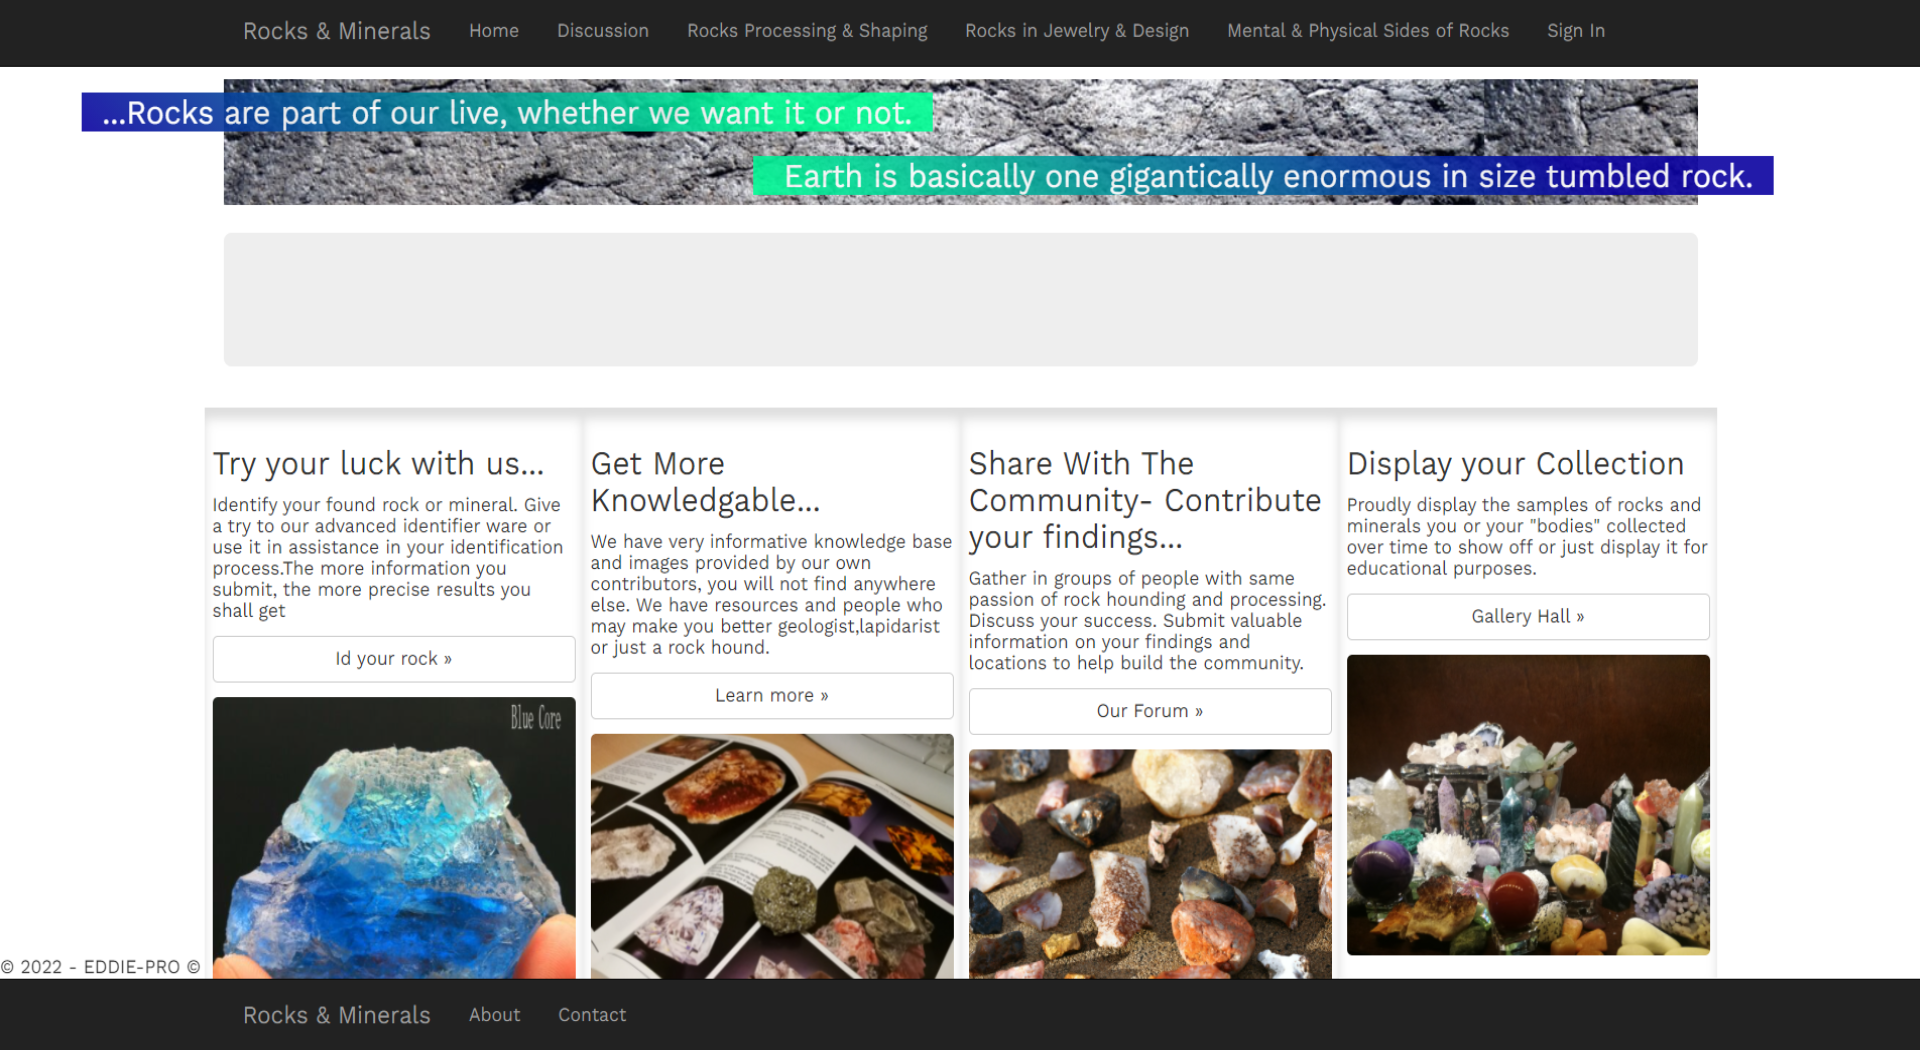 Rocks & Minerals Home Discussion Rocks Processing & Shaping Rocks in Jewelry & Design Mental & Physical Sides of Rocks Sign In
...Rocks are part of our live, whether we want it or not.
Earth is basically one gigantically enormous in size tumbled rock.
Try your luck with us...
Identify your found rock or mineral. Give
a try to our advanced identifier ware or
use it in assistance in your identification
process.The more information you
submit, the more precise results you
shall get
Id your rock »
Blue Core
Get More
Knowledgable...
We have very informative knowledge base
and images provided by our own
contributors, you will not find anywhere
else. We have resources and people who
may make you better geologist,lapidarist
or just a rock hound.
Learn more »
Share With The
Community- Contribute
your findings...
Gather in groups of people with same
passion of rock hounding and processing.
Discuss your success. Submit valuable
information on your findings and
locations to help build the community.
Our Forum »
Display your Collection
Proudly display the samples of rocks and
minerals you or your "bodies" collected
over time to show off or just display it for
educational purposes.
Gallery Hall »
© 2022 - EDDIE-PRO ©
Rocks & Minerals About Contact